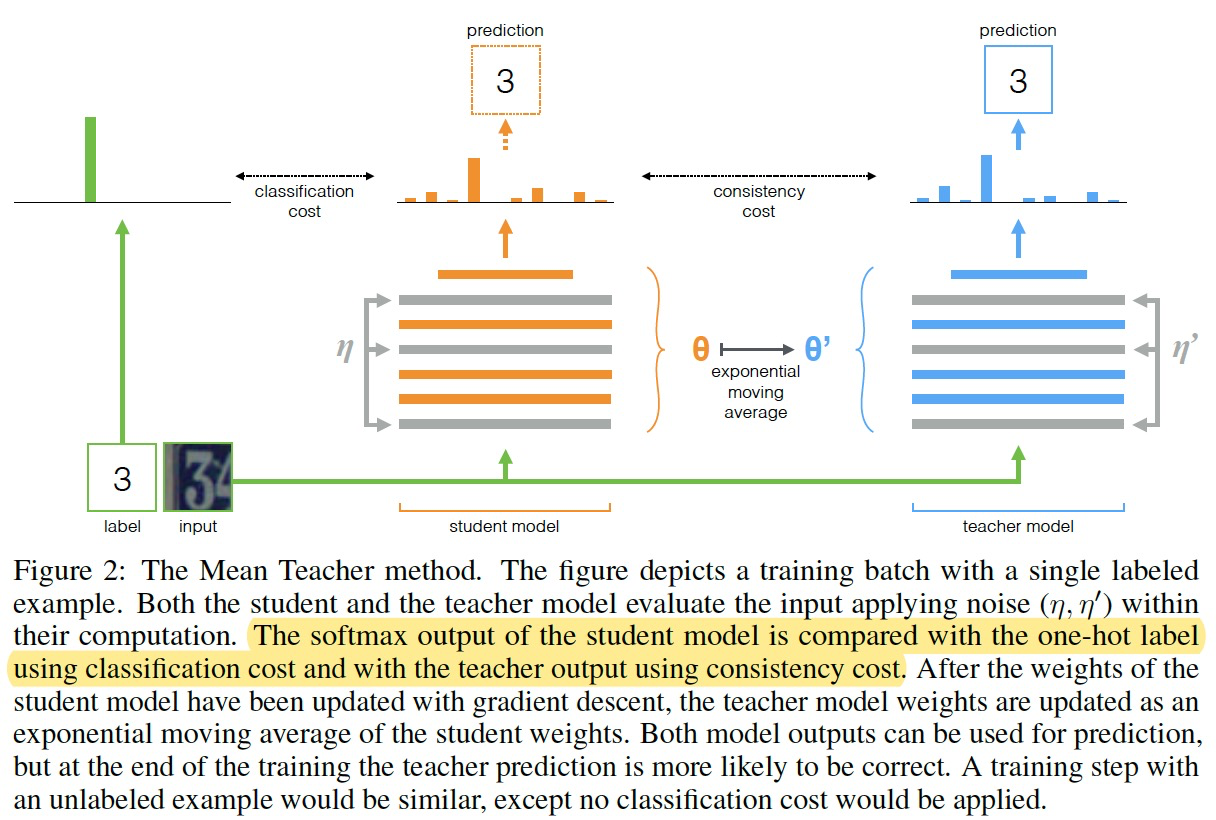 prediction
3
prediction
3
classification
cost
consistency
cost
η
θ
θ’
exponential
moving
average
η’
3
34
label
input
student model
teacher model
Figure 2: The Mean Teacher method. The figure depicts a training batch with a single labeled
example. Both the student and the teacher model evaluate the input applying noise (η, η′) within
their computation. The softmax output of the student model is compared with the one-hot label
using classification cost and with the teacher output using consistency cost. After the weights of the
student model have been updated with gradient descent, the teacher model weights are updated as an
exponential moving average of the student weights. Both model outputs can be used for prediction,
but at the end of the training the teacher prediction is more likely to be correct. A training step with
an unlabeled example would be similar, except no classification cost would be applied.